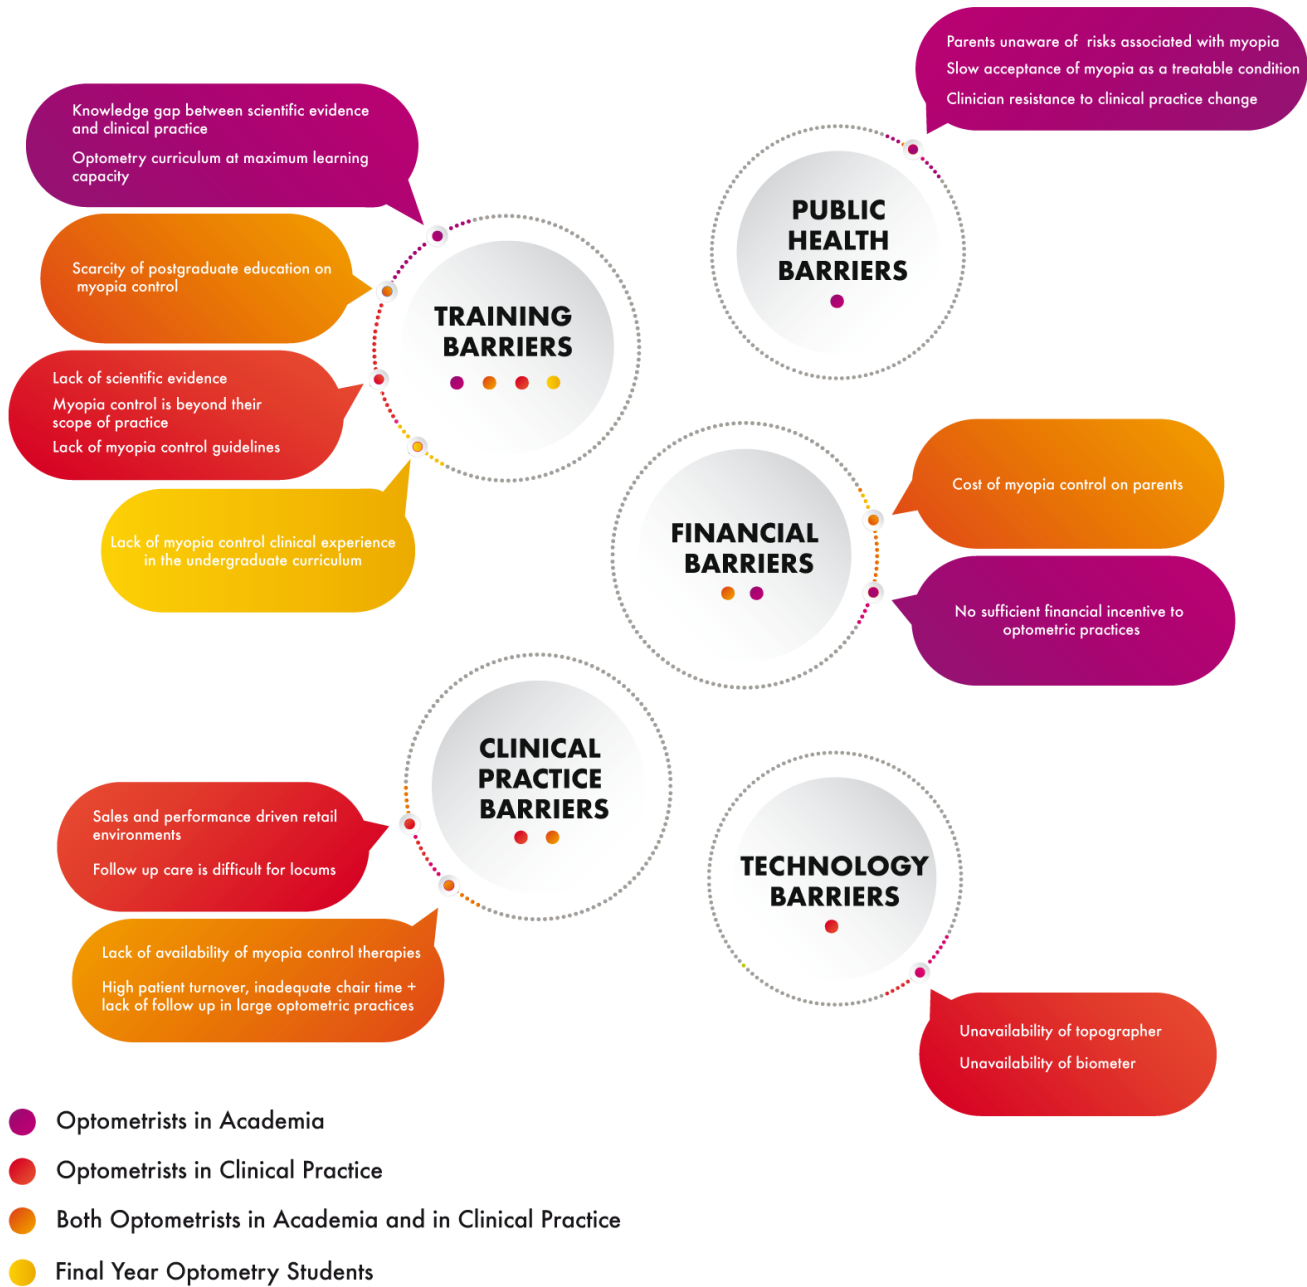 Parents unaware of risks associated with myopia
Slow acceptance of myopia as a treatable condition
Clinician resistance to clinical practice change
Knowledge gap between scientific evidence
and clinical practice
Optometry curriculum at maximum learning
capacity
PUBLIC
HEALTH
BARRIERS
Scarcity of postgraduate education on
myopia control
TRAINING
BARRIERS
Lack of scientific evidence
Myopia control is beyond their
scope of practice
Lack of myopia control guidelines
Lack of myopia control clinical experience
in the undergraduate curriculum
FINANCIAL
BARRIERS
Cost of myopia control on parents
No sufficient financial incentive to
optometric practices
CLINICAL
PRACTICE
BARRIERS
Sales and performance driven retail
environments
Follow up care is difficult for locums
Lack of availability of myopia control therapies
High patient turnover, inadequate chair time +
lack of follow up in large optometric practices
TECHNOLOGY
BARRIERS
Unavailability of topographer
Unavailability of biometer
Optometrists in Academia
Optometrists in Clinical Practice
Both Optometrists in Academia and in Clinical Practice
Final Year Optometry Students